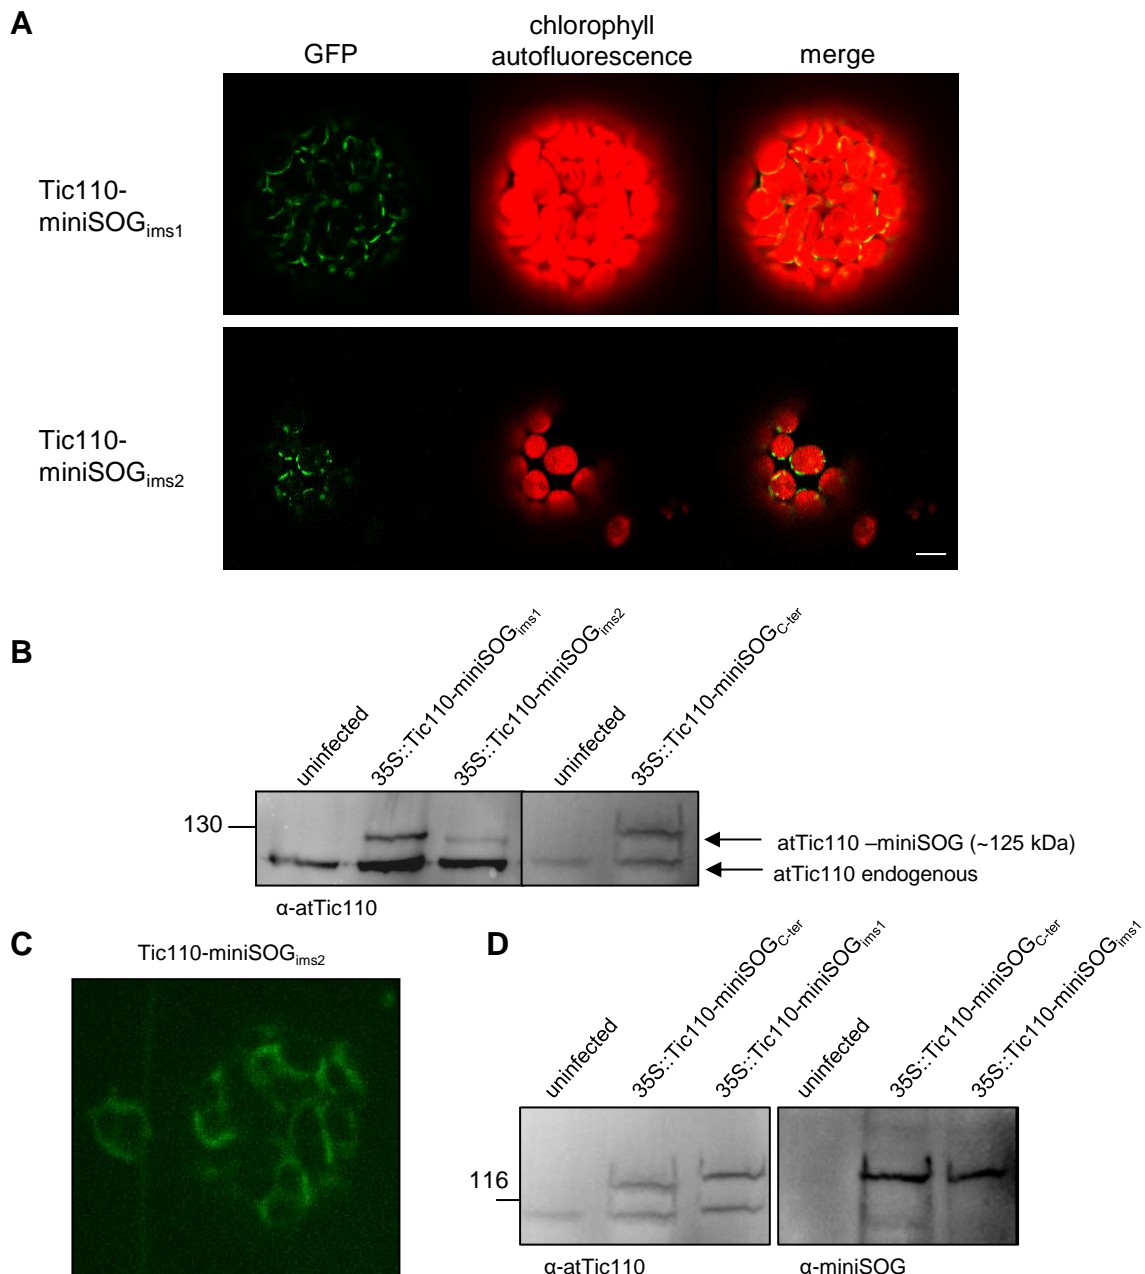 A
GFP
chlorophyll
autofluorescence
merge
Tic110-
miniSOGims1
Tic110-
miniSOGims2
B
uninfected
35S::Tic110-miniSOGims1
35S::Tic110-miniSOGims2
uninfected
35S::Tic110-miniSOGC-ter
130
atTic110 –miniSOG (~125 kDa)
atTic110 endogenous
α-atTic110
C
Tic110-miniSOGims2
D
uninfected
35S::Tic110-miniSOGC-ter
35S::Tic110-miniSOGims1
uninfected
35S::Tic110-miniSOGC-ter
35S::Tic110-miniSOGims1
116
α-atTic110
α-miniSOG